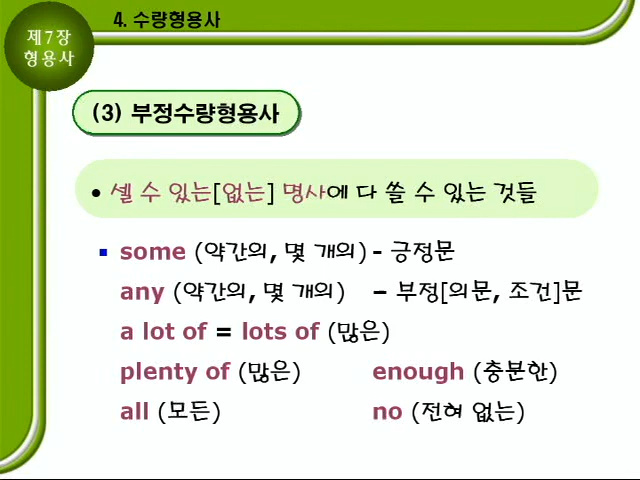 4. 수량형용사
제7장
형용사
(3) 부정수량형용사
• 셀 수 있는[없는] 명사에 다 쓸 수 있는 것들
some (약간의, 몇 개의) - 긍정문
any (약간의, 몇 개의) – 부정[의문, 조건]문
a lot of = lots of (많은)
plenty of (많은) enough (충분한)
all (모든) no (전혀 없는)